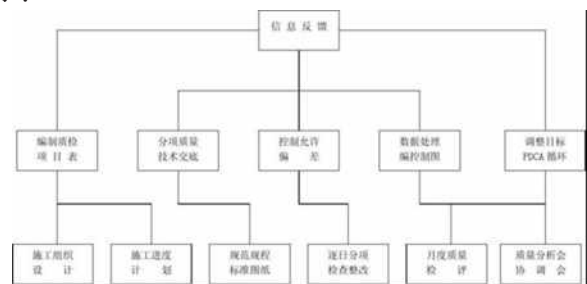 信息反馈
编制质检
项目表
分项质量
技术交底
控制允许
偏差
数据处理
编控制图
调整目标
PDCA循环
施工组织
设计
施工进度
计划
规范规程
标准图纸
逐日分项
检查整改
月度质量
检评
质量分析会
协调会